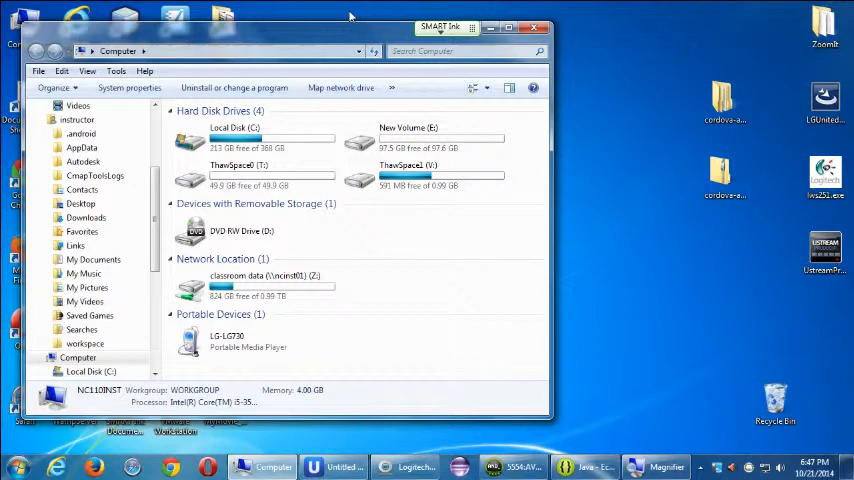 SMART Ink
Computer
Search Computer
File Edit View Tools Help
Organize System properties Uninstall or change a program Map network drive »
Videos
instructor
.android
AppData
Autodesk
CmapToolsLogs
Contacts
Desktop
Downloads
Favorites
Links
My Documents
My Music
My Pictures
My Videos
Saved Games
Searches
workspace
Computer
Local Disk (C:)
Hard Disk Drives (4)
Local Disk (C:)
213 GB free of 368 GB
New Volume (E:)
97.5 GB free of 97.6 GB
ThawSpace0 (T:)
49.9 GB free of 49.9 GB
ThawSpace1 (V:)
591 MB free of 0.99 GB
Devices with Removable Storage (1)
DVD
DVD RW Drive (D:)
Network Location (1)
classroom data (\\ncinst01) (Z:)
824 GB free of 0.99 TB
Portable Devices (1)
LG-LG730
Portable Media Player
NC110INST Workgroup: WORKGROUP Memory: 4.00 GB
Processor: Intel(R) Core(TM) i5-35...
Docume...
Workstation
ZoomIt
cordova-a...
LGUnited...
cordova-a...
Logitech
lws251.exe
USTREAM
UstreamPr...
Recycle Bin
Computer
Untitled ...
Logitech...
5554:AV...
Java - Ec...
Magnifier
6:47 PM
10/21/2014